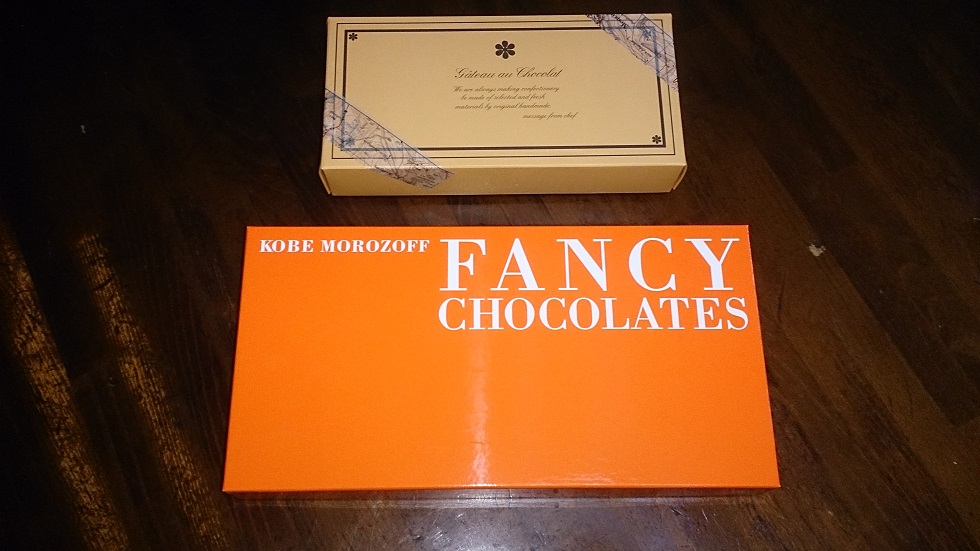 Gâteau au Chocolat
We are always making confectionery
be made of selected and fresh
materials by original handmade.
message from chef
KOBE MOROZOFF
FANCY
CHOCOLATES